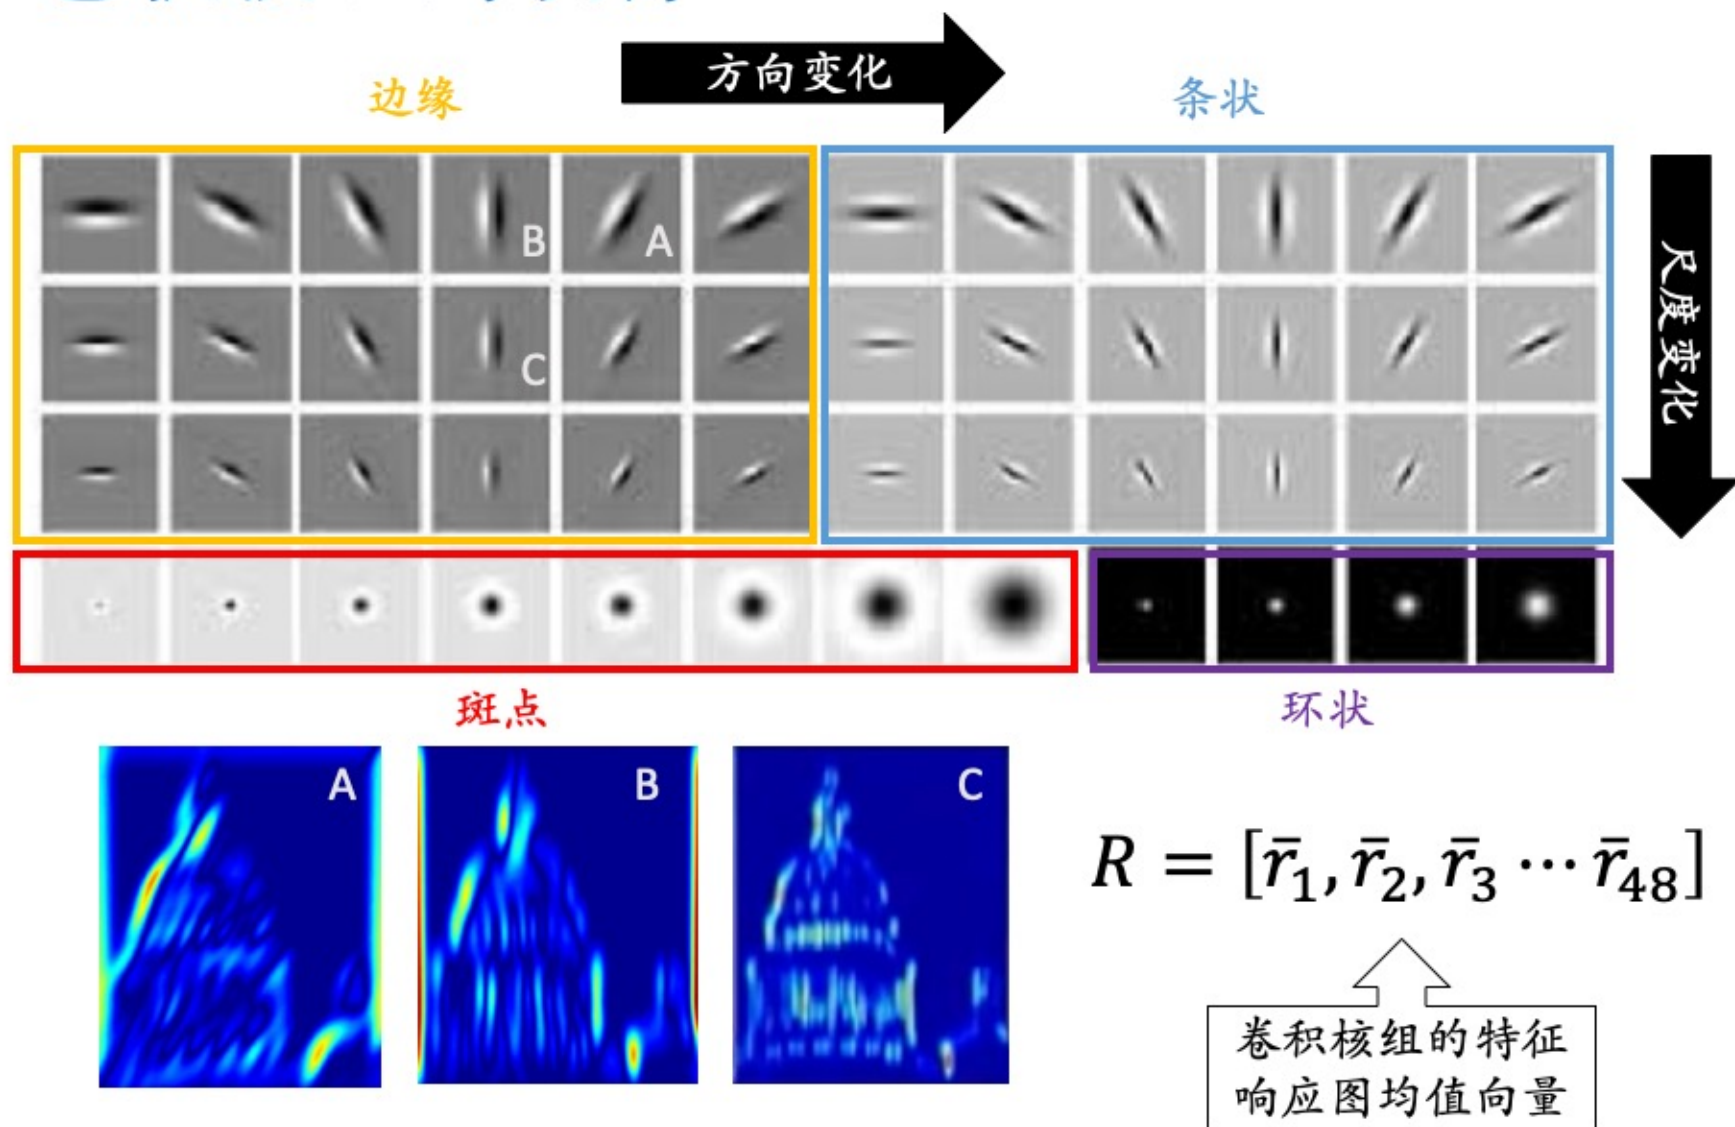 方向变化
边缘
条状
B
A
C
尺度变化
斑点
环状
A
B
C
R = [r̄₁, r̄₂, r̄₃ ⋯ r̄₄₈]
卷积核组的特征
响应图均值向量